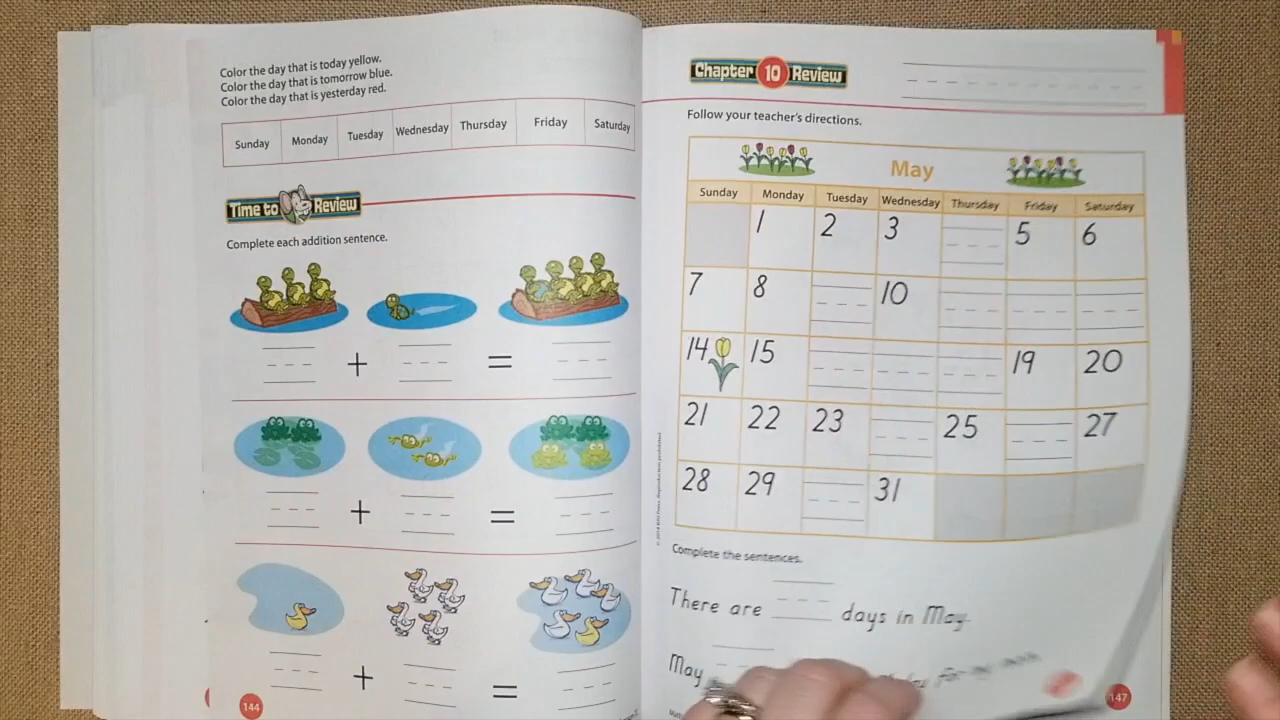 Color the day that is today yellow.
Color the day that is tomorrow blue.
Color the day that is yesterday red.
Sunday Monday Tuesday Wednesday Thursday Friday Saturday
Time to Review
Complete each addition sentence.
+ =
+ =
+ =
144
Chapter 10 Review
Follow your teacher's directions.
May
Sunday Monday Tuesday Wednesday Thursday Friday Saturday
1 2 3 5 6
7 8 10
14 15 19 20
21 22 23 25 27
28 29 31
Complete the sentences.
There are days in May.
May
147